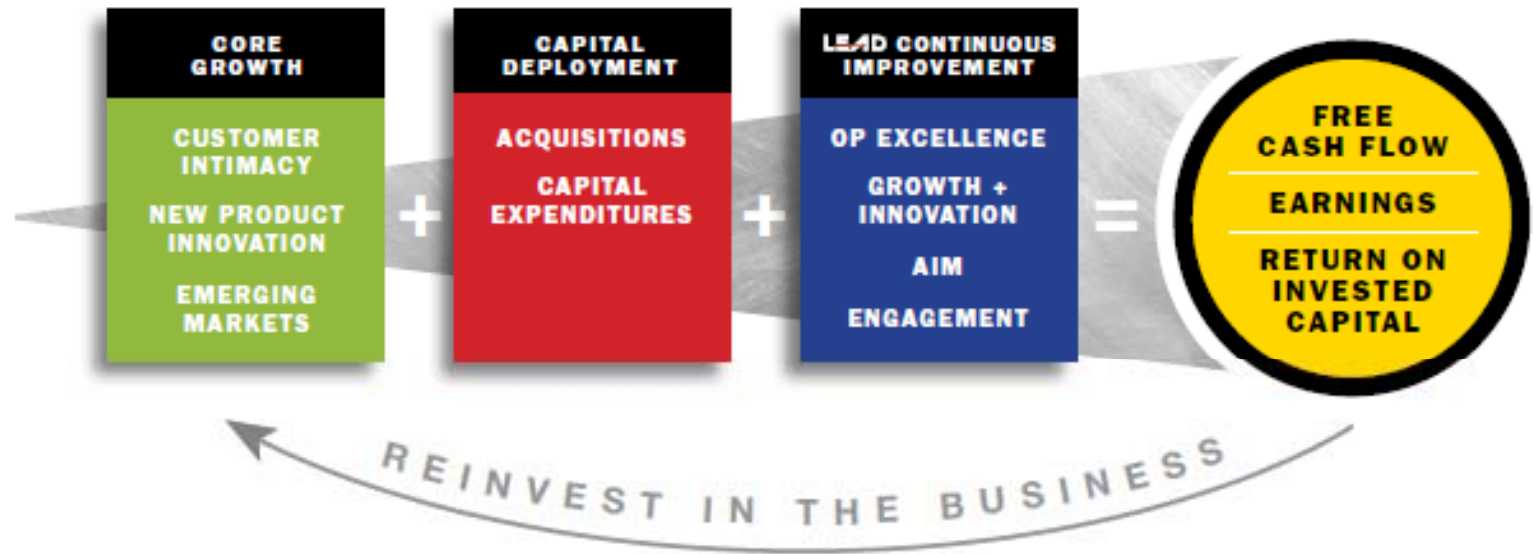 CORE
GROWTH
CUSTOMER
INTIMACY
NEW PRODUCT
INNOVATION
EMERGING
MARKETS
+
CAPITAL
DEPLOYMENT
ACQUISITIONS
CAPITAL
EXPENDITURES
+
LEAD CONTINUOUS
IMPROVEMENT
OP EXCELLENCE
GROWTH +
INNOVATION
AIM
ENGAGEMENT
=
FREE
CASH FLOW
EARNINGS
RETURN ON
INVESTED
CAPITAL
REINVEST IN THE BUSINESS